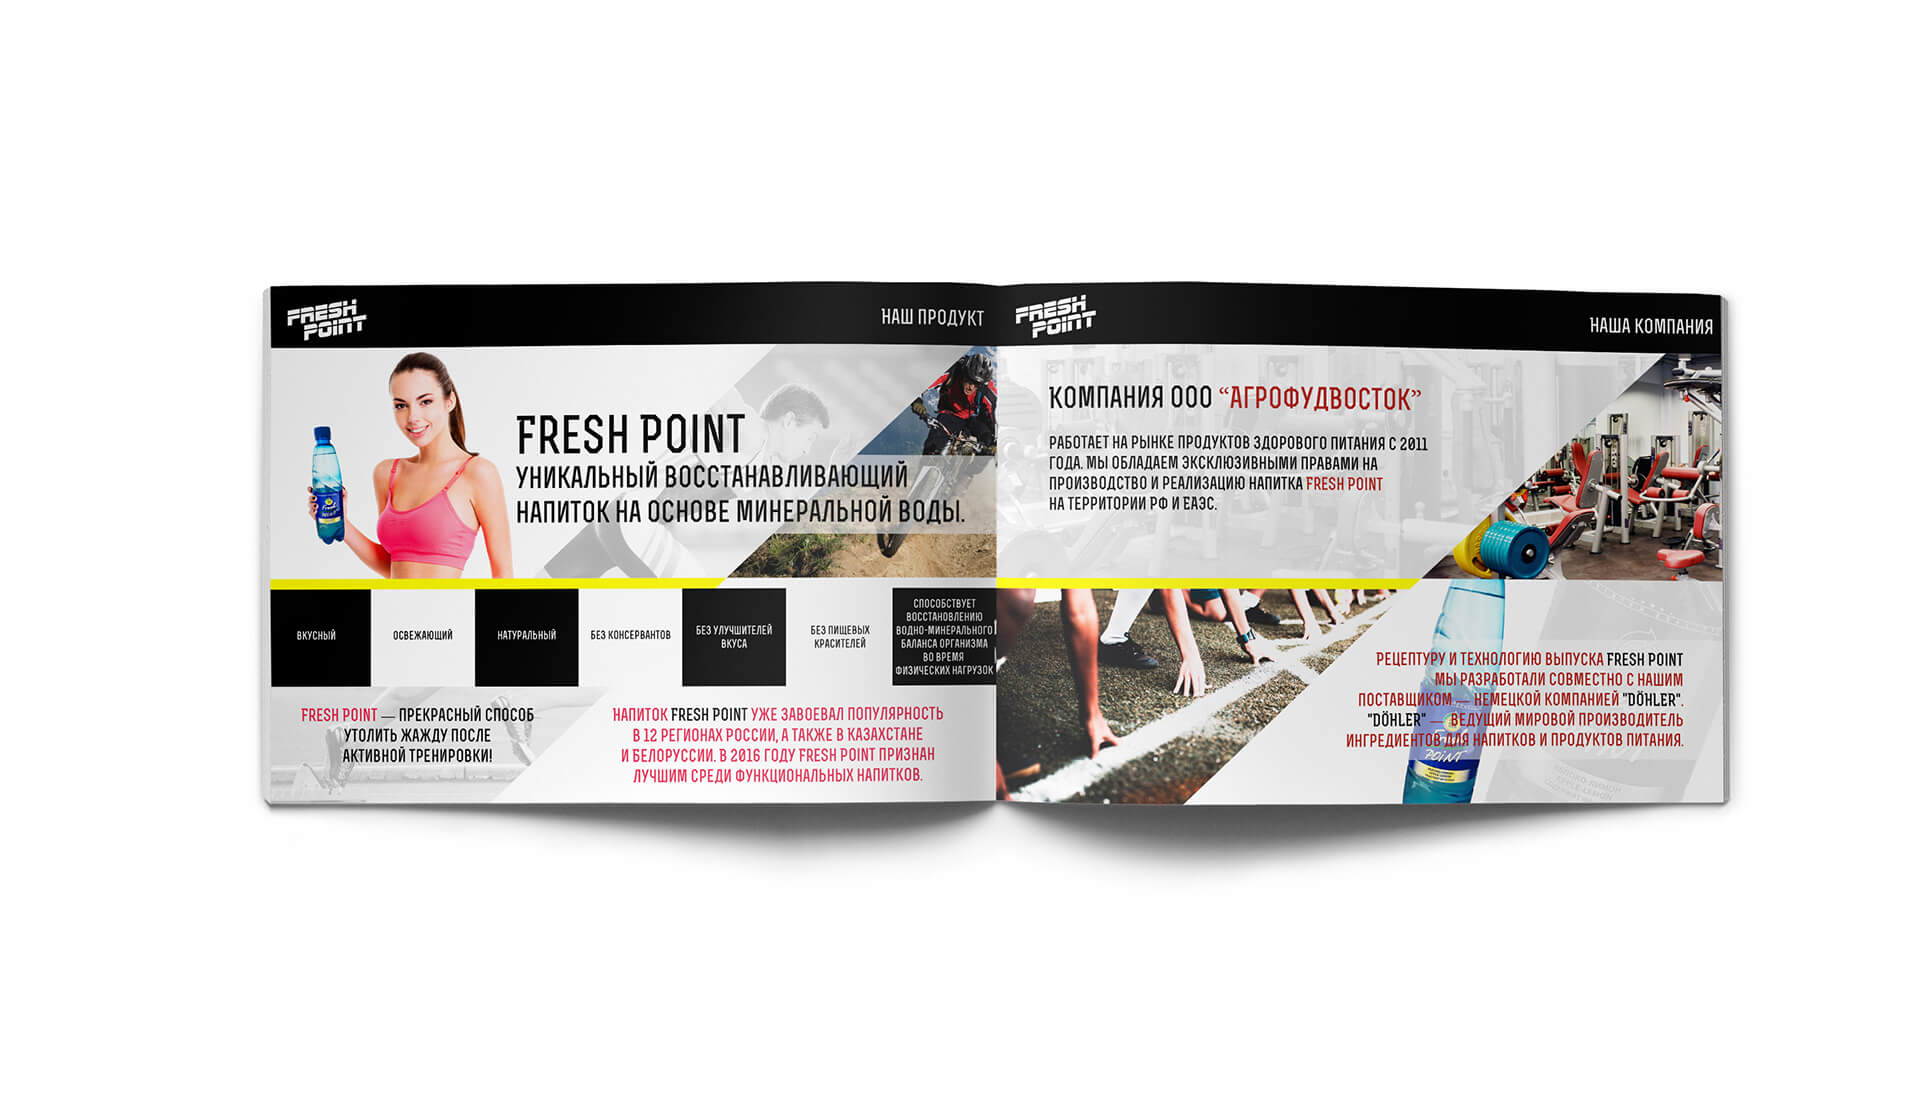 FRESH
POINT
НАШ ПРОДУКТ
FRESH POINT
УНИКАЛЬНЫЙ ВОССТАНАВЛИВАЮЩИЙ
НАПИТОК НА ОСНОВЕ МИНЕРАЛЬНОЙ ВОДЫ.
ВКУСНЫЙ
ОСВЕЖАЮЩИЙ
НАТУРАЛЬНЫЙ
БЕЗ КОНСЕРВАНТОВ
БЕЗ УЛУЧШИТЕЛЕЙ
ВКУСА
БЕЗ ПИЩЕВЫХ
КРАСИТЕЛЕЙ
СПОСОБСТВУЕТ
ВОССТАНОВЛЕНИЮ
ВОДНО-МИНЕРАЛЬНОГО
БАЛАНСА ОРГАНИЗМА
ВО ВРЕМЯ
ФИЗИЧЕСКИХ НАГРУЗОК
FRESH POINT — ПРЕКРАСНЫЙ СПОСОБ
УТОЛИТЬ ЖАЖДУ ПОСЛЕ
АКТИВНОЙ ТРЕНИРОВКИ!
НАПИТОК FRESH POINT УЖЕ ЗАВОЕВАЛ ПОПУЛЯРНОСТЬ
В 12 РЕГИОНАХ РОССИИ, А ТАКЖЕ В КАЗАХСТАНЕ
И БЕЛОРУССИИ. В 2016 ГОДУ FRESH POINT ПРИЗНАН
ЛУЧШИМ СРЕДИ ФУНКЦИОНАЛЬНЫХ НАПИТКОВ.
FRESH
POINT
НАША КОМПАНИЯ
КОМПАНИЯ ООО “АГРОФУДВОСТОК”
РАБОТАЕТ НА РЫНКЕ ПРОДУКТОВ ЗДОРОВОГО ПИТАНИЯ С 2011
ГОДА. МЫ ОБЛАДАЕМ ЭКСКЛЮЗИВНЫМИ ПРАВАМИ НА
ПРОИЗВОДСТВО И РЕАЛИЗАЦИЮ НАПИТКА FRESH POINT
НА ТЕРРИТОРИИ РФ И ЕАЭС.
РЕЦЕПТУРУ И ТЕХНОЛОГИЮ ВЫПУСКА FRESH POINT
МЫ РАЗРАБОТАЛИ СОВМЕСТНО С НАШИМ
ПОСТАВЩИКОМ — НЕМЕЦКОЙ КОМПАНИЕЙ "DÖHLER".
"DÖHLER" — ВЕДУЩИЙ МИРОВОЙ ПРОИЗВОДИТЕЛЬ
ИНГРЕДИЕНТОВ ДЛЯ НАПИТКОВ И ПРОДУКТОВ ПИТАНИЯ.
POINT